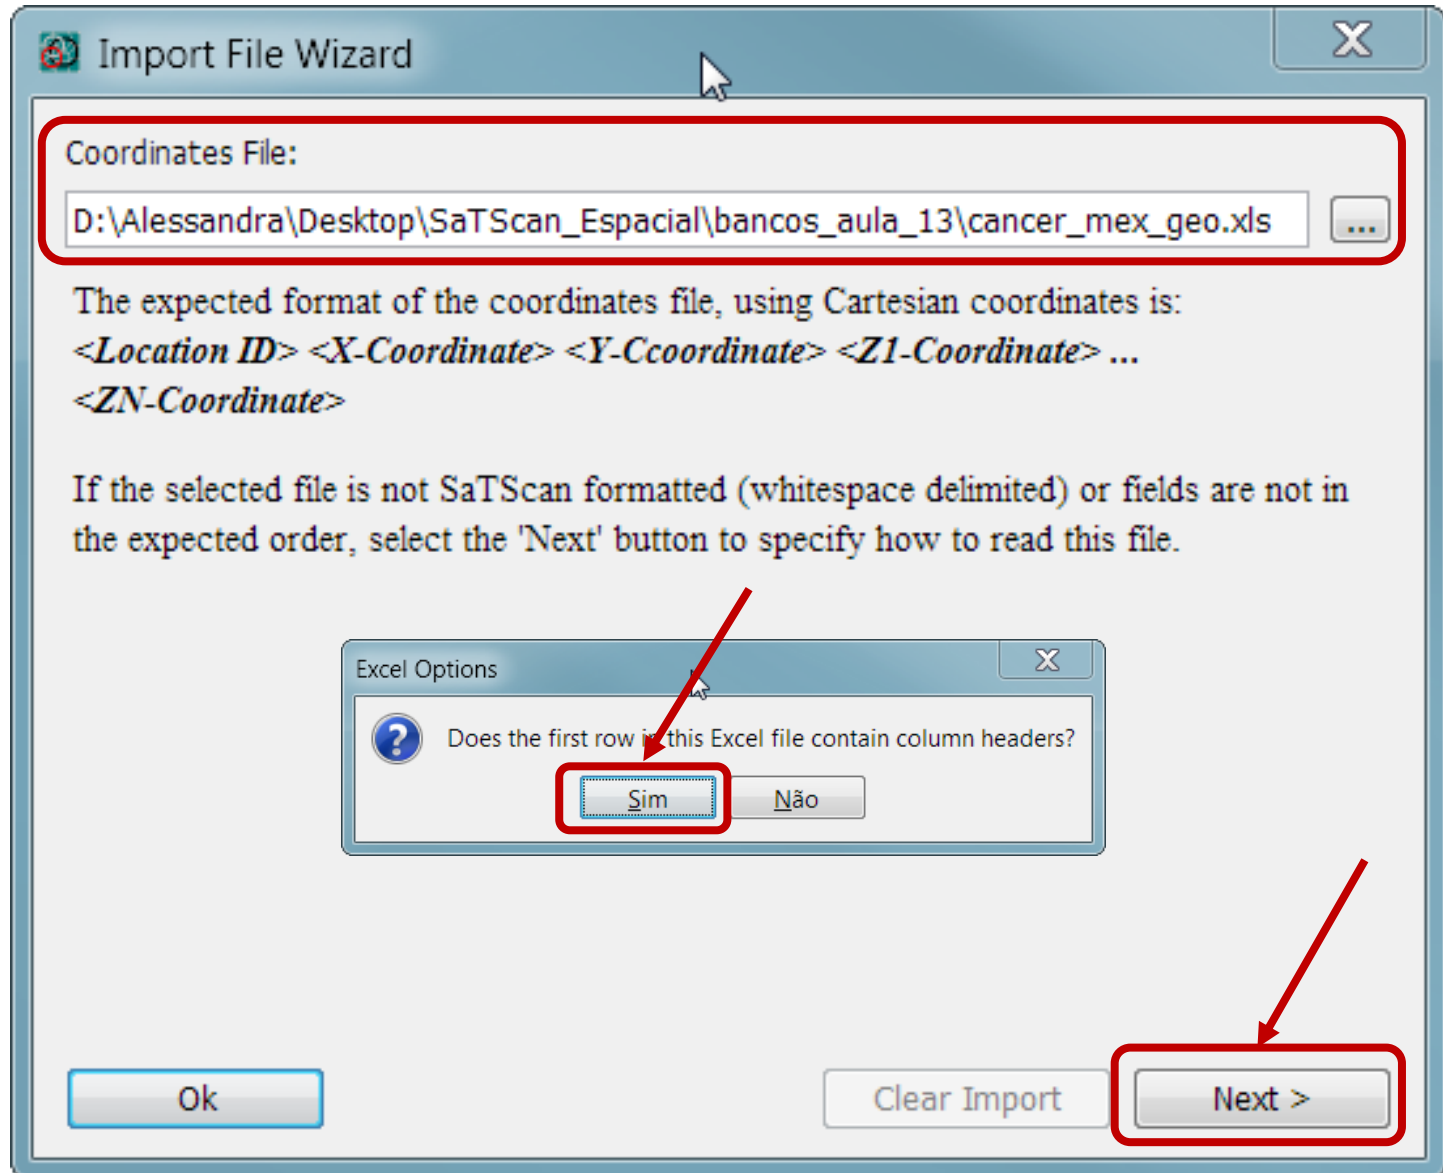 Import File Wizard
X
Coordinates File:
D:\Alessandra\Desktop\SaTScan_Espacial\bancos_aula_13\cancer_mex_geo.xls
...
The expected format of the coordinates file, using Cartesian coordinates is:
<Location ID> <X-Coordinate> <Y-Ccoordinate> <Z1-Coordinate> ...
<ZN-Coordinate>
If the selected file is not SaTScan formatted (whitespace delimited) or fields are not in
the expected order, select the 'Next' button to specify how to read this file.
Excel Options
X
? Does the first row in this Excel file contain column headers?
Sim Não
Ok Clear Import Next >